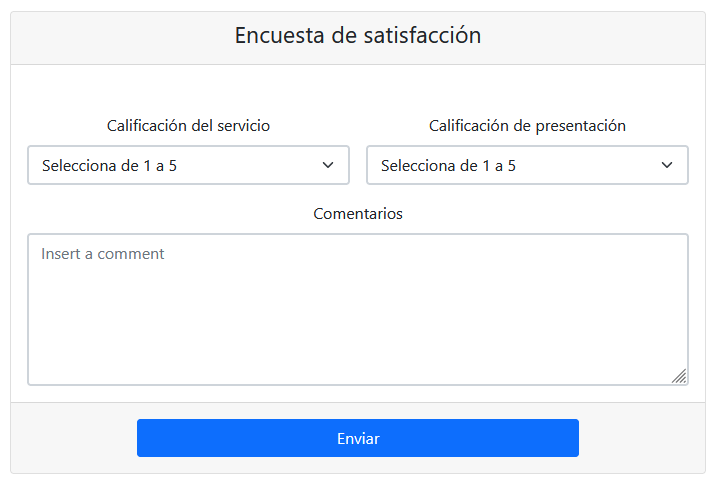 Encuesta de satisfacción
Calificación del servicio
Calificación de presentación
Selecciona de 1 a 5
Selecciona de 1 a 5
Comentarios
Insert a comment
Enviar